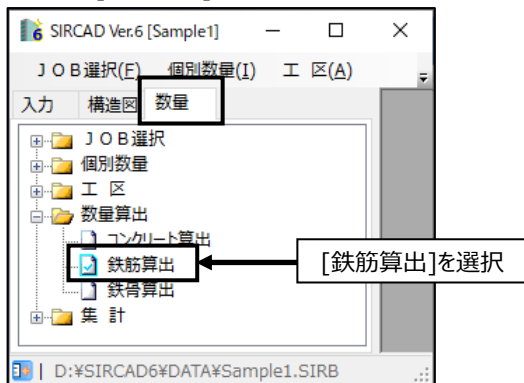 SIRCAD Ver.6 [Sample1]
ＪＯＢ選択(F) 個別数量(I) 工 区(A)
入力 構造図 数量
ＪＯＢ選択
個別数量
工 区
数量算出
コンクリート算出
鉄筋算出
[鉄筋算出]を選択
鉄骨算出
集 計
D:¥SIRCAD6¥DATA¥Sample1.SIRB